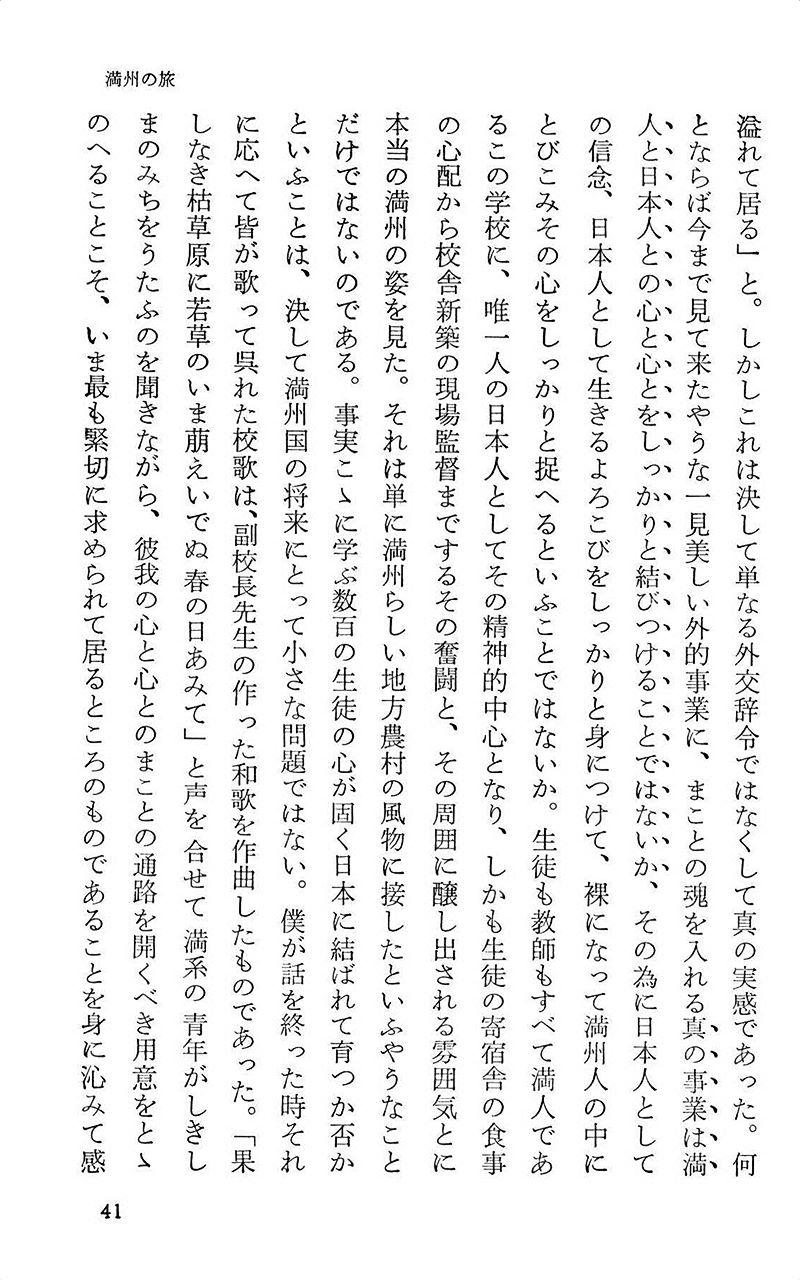 満州の旅
溢れて居る」と。しかしこれは決して単なる外交辞令ではなくして真の実感であった。何
とならば今まで見て来たやうな一見美しい外的事業に、まことの魂を入れる真の事業は満
人と日本人との心と心とをしっかりと結びつけることではないか、その為に日本人として
の信念、日本人として生きるよろこびをしっかりと身につけて、裸になって満州人の中に
とびこみその心をしっかりと捉へるといふことではないか。生徒も教師もすべて満人であ
るこの学校に、唯一人の日本人としてその精神的中心となり、しかも生徒の寄宿舎の食事
の心配から校舎新築の現場監督までするその奮闘と、その周囲に醸し出される雰囲気とに
本当の満州の姿を見た。それは単に満州らしい地方農村の風物に接したといふやうなこと
だけではないのである。事実こゝに学ぶ数百の生徒の心が固く日本に結ばれて育つか否か
といふことは、決して満州国の将来にとって小さな問題ではない。僕が話を終った時それ
に応へて皆が歌って呉れた校歌は、副校長先生の作った和歌を作曲したものであった。「果
しなき枯草原に若草のいま萠えいでぬ春の日あみて」と声を合せて満系の青年がしきし
まのみちをうたふのを聞きながら、彼我の心と心とのまことの通路を開くべき用意をとゝ
のへることこそ、いま最も緊切に求められて居るところのものであることを身に沁みて感
41